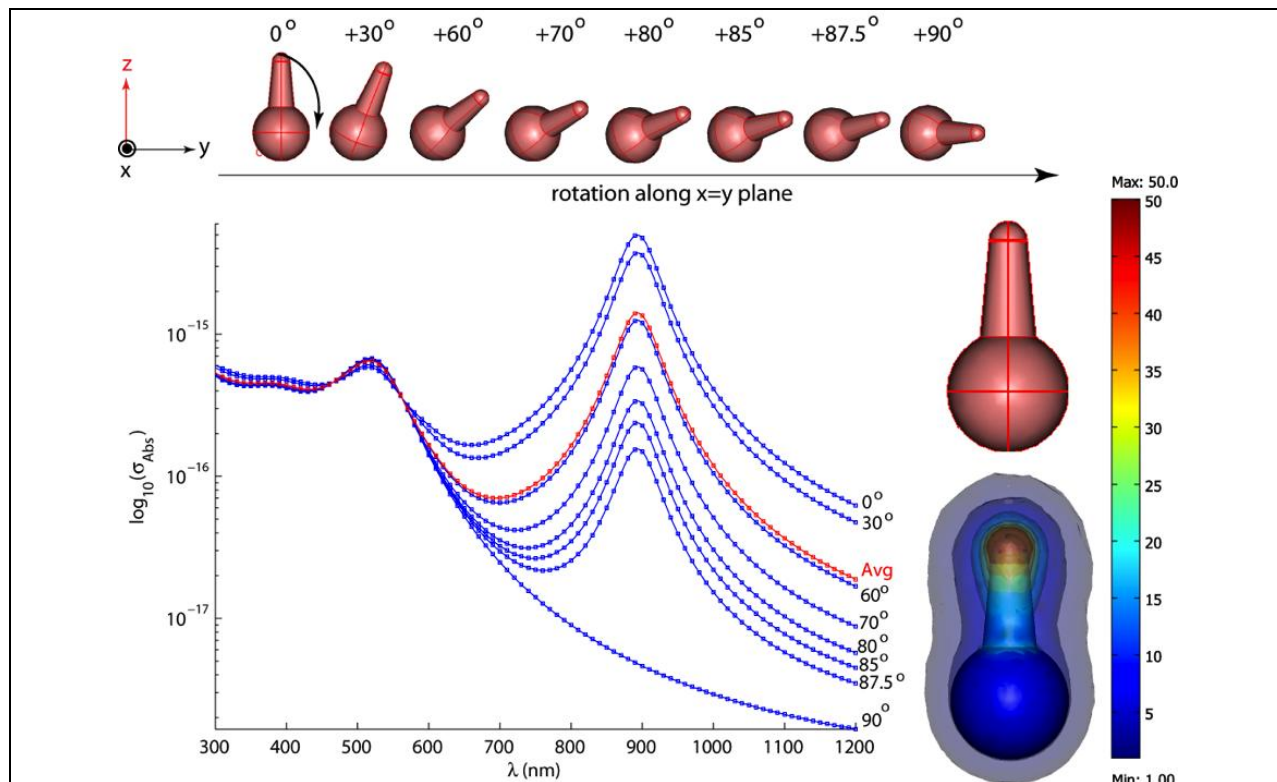 0° +30° +60° +70° +80° +85° +87.5° +90°
z
y
x
rotation along x=y plane
Max: 50.0
50
45
40
35
30
25
20
15
10
5
Min: 1.00
log₁₀(σ_Abs)
10⁻¹⁵
10⁻¹⁶
10⁻¹⁷
0°
30°
Avg
60°
70°
80°
85°
87.5°
90°
300 400 500 600 700 800 900 1000 1100 1200
λ (nm)